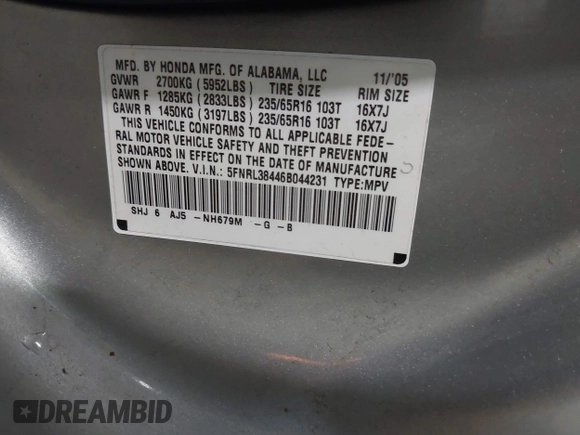 MFD. BY HONDA MFG. OF ALABAMA, LLC 11/'05
GVWR 2700KG (5952LBS) TIRE SIZE RIM SIZE
GAWR F 1285KG (2833LBS) 235/65R16 103T 16X7J
GAWR R 1450KG (3197LBS) 235/65R16 103T 16X7J
THIS VEHICLE CONFORMS TO ALL APPLICABLE FEDE-
RAL MOTOR VEHICLE SAFETY AND THEFT PREVENTION
STANDARDS IN EFFECT ON THE DATE OF MANUFACTURE
SHOWN ABOVE. V.I.N.: 5FNRL38446B044231 TYPE:MPV
SHJ 6 AJ5 -NH679M -G -B
DREAMBID